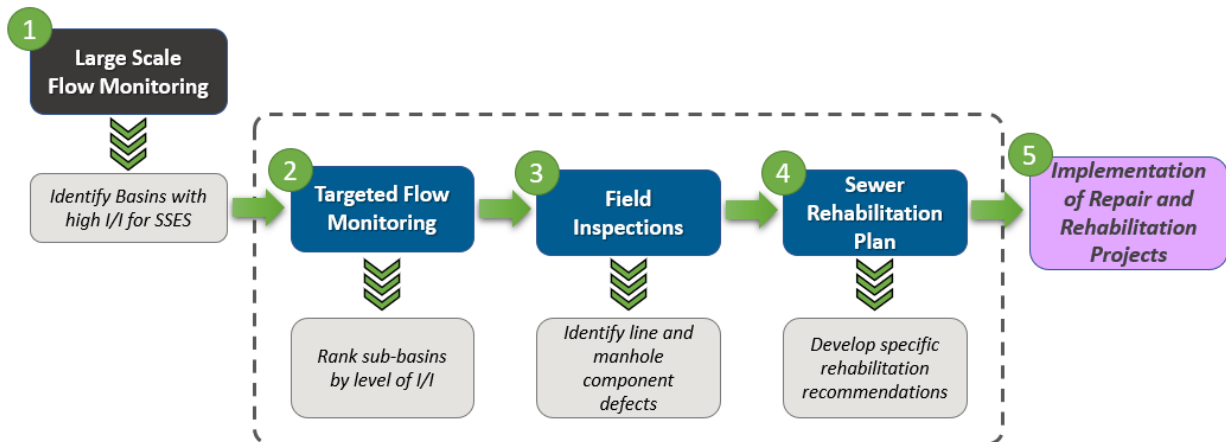 1
Large Scale
Flow Monitoring
Identify Basins with
high I/I for SSES
2
Targeted Flow
Monitoring
Rank sub-basins
by level of I/I
3
Field
Inspections
Identify line and
manhole
component
defects
4
Sewer
Rehabilitation
Plan
Develop specific
rehabilitation
recommendations
5
Implementation
of Repair and
Rehabilitation
Projects